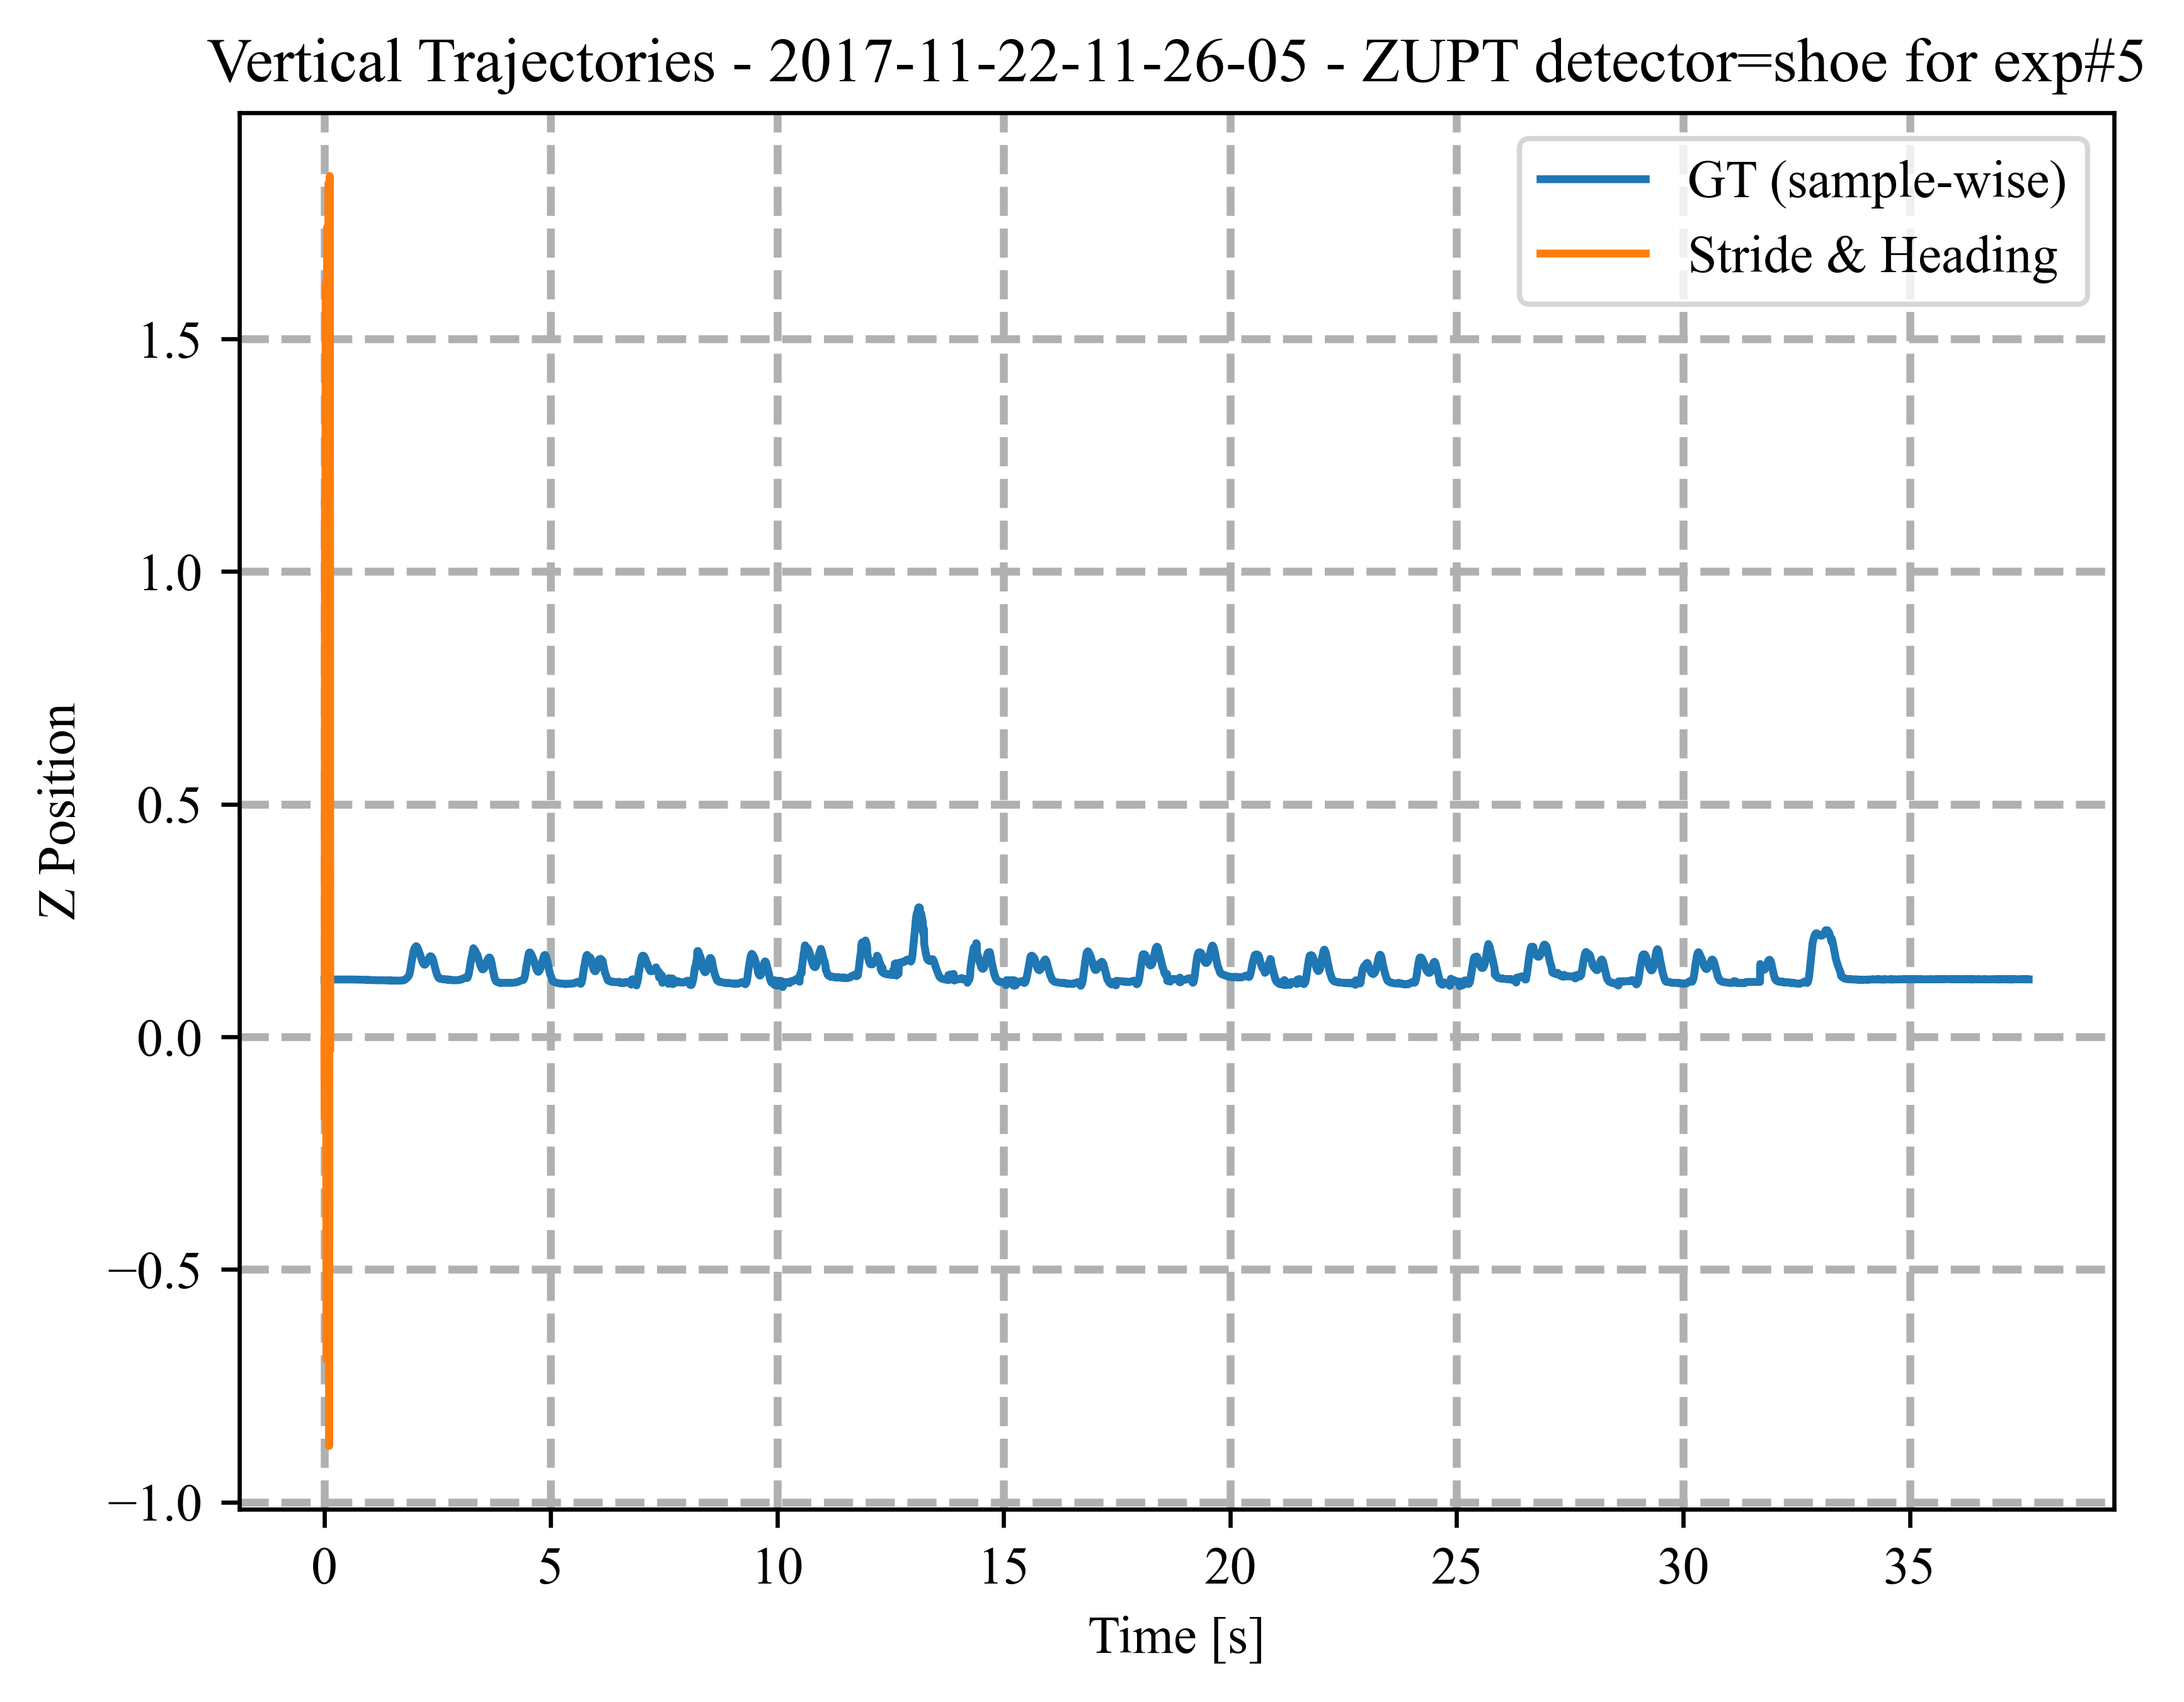 Vertical Trajectories - 2017-11-22-11-26-05 - ZUPT detector=shoe for exp#5
GT (sample-wise)
Stride & Heading
1.5
1.0
0.5
0.0
−0.5
−1.0
Z Position
0 5 10 15 20 25 30 35
Time [s]